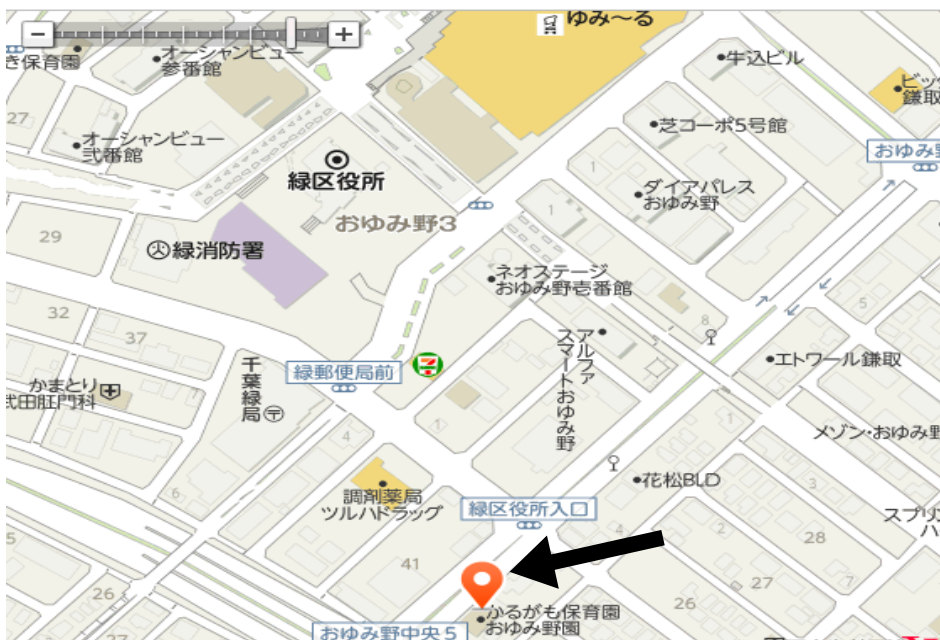 ゆみ～る
き保育園
オーシャンビュー
参番館
牛込ビル
ビッ
鎌取
27
芝コーポ5号館
オーシャンビュー
弐番館
おゆみ野
緑区役所
1
ダイアパレス
おゆみ野
1
おゆみ野3
29
緑消防署
ネオステージ
おゆみ野壱番館
5
32
8
37
アルファ
スマートおゆみ野
エトワール鎌取
千葉緑局
緑郵便局前
かまとり
武田肛門科
1
4
メゾン・おゆみ野
花松BLD
3
6
調剤薬局
ツルハドラッグ
緑区役所入口
スプリ
ハ
4
2
28
5
41
27
7
26
26
かるがも保育園
おゆみ野園
おゆみ野中央5
27